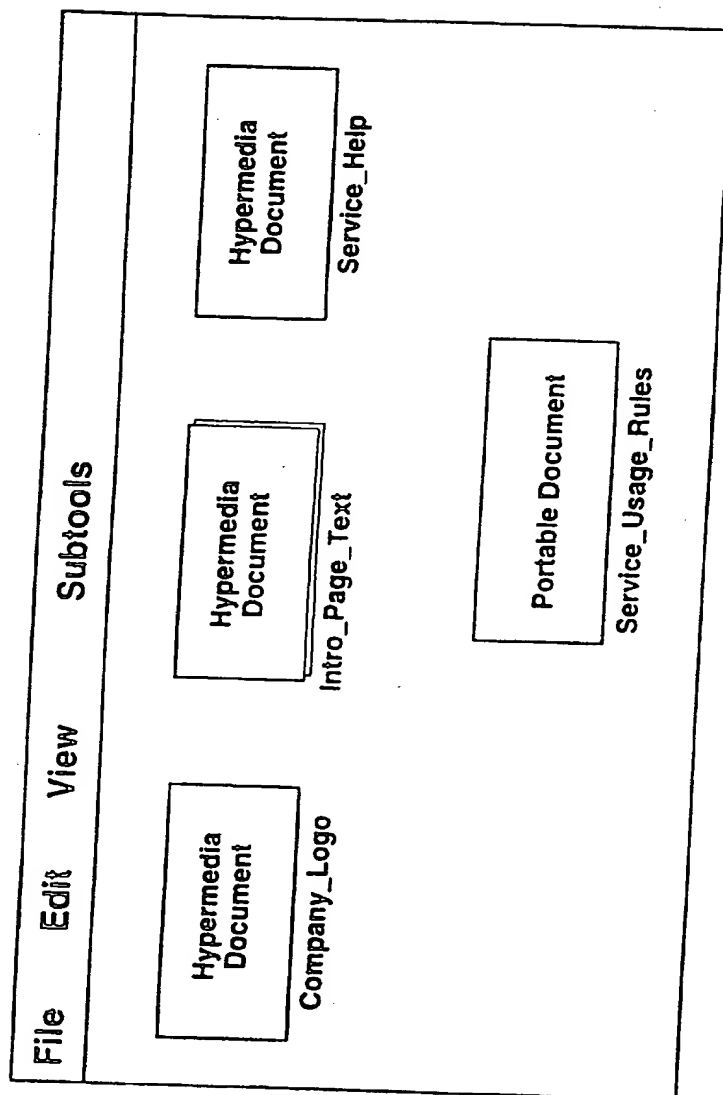 File Edit View Subtools
Hypermedia
Document
Company_Logo
Hypermedia
Document
Intro_Page_Text
Hypermedia
Document
Service_Help
Portable Document
Service_Usage_Rules